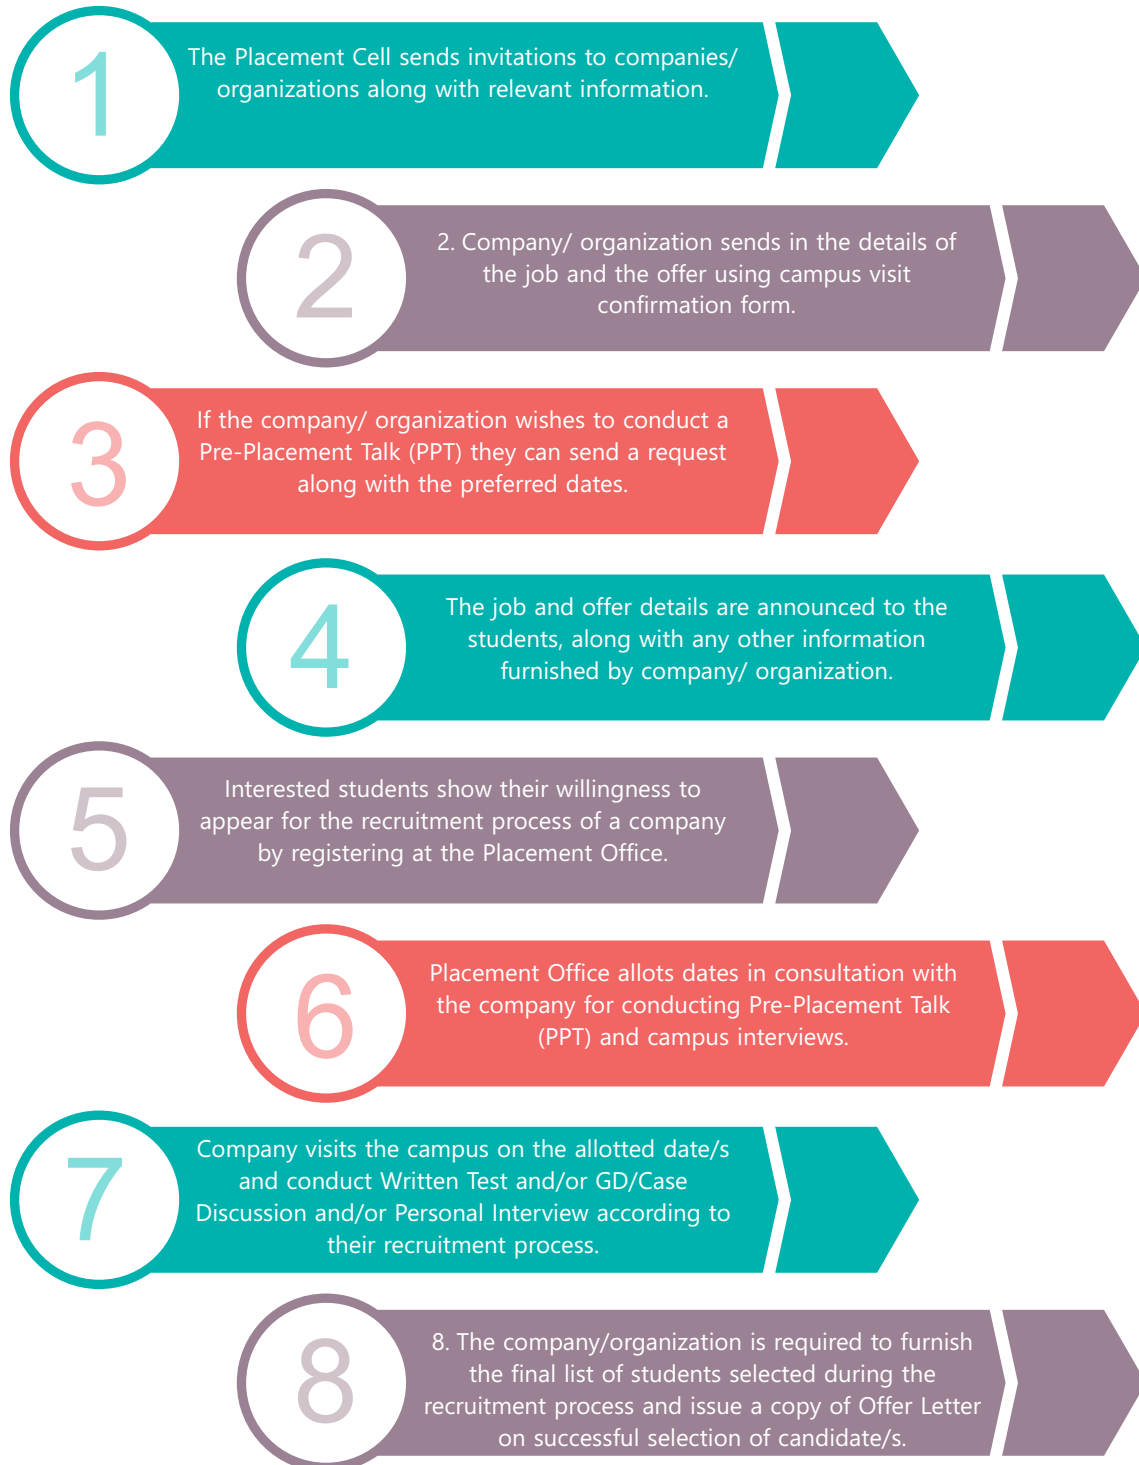 1
The Placement Cell sends invitations to companies/
organizations along with relevant information.
2
2. Company/ organization sends in the details of
the job and the offer using campus visit
confirmation form.
3
If the company/ organization wishes to conduct a
Pre-Placement Talk (PPT) they can send a request
along with the preferred dates.
4
The job and offer details are announced to the
students, along with any other information
furnished by company/ organization.
5
Interested students show their willingness to
appear for the recruitment process of a company
by registering at the Placement Office.
6
Placement Office allots dates in consultation with
the company for conducting Pre-Placement Talk
(PPT) and campus interviews.
7
Company visits the campus on the allotted date/s
and conduct Written Test and/or GD/Case
Discussion and/or Personal Interview according to
their recruitment process.
8
8. The company/organization is required to furnish
the final list of students selected during the
recruitment process and issue a copy of Offer Letter
on successful selection of candidate/s.